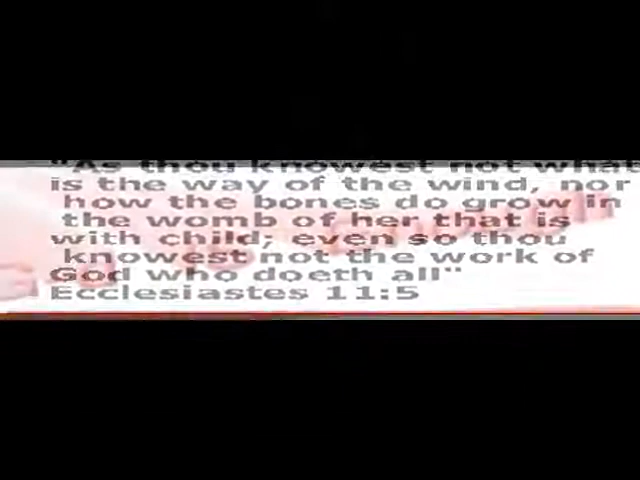 "As thou knowest not what
is the way of the wind, nor
how the bones do grow in
the womb of her that is
with child; even so thou
knowest not the work of
God who doeth all"
Ecclesiastes 11:5